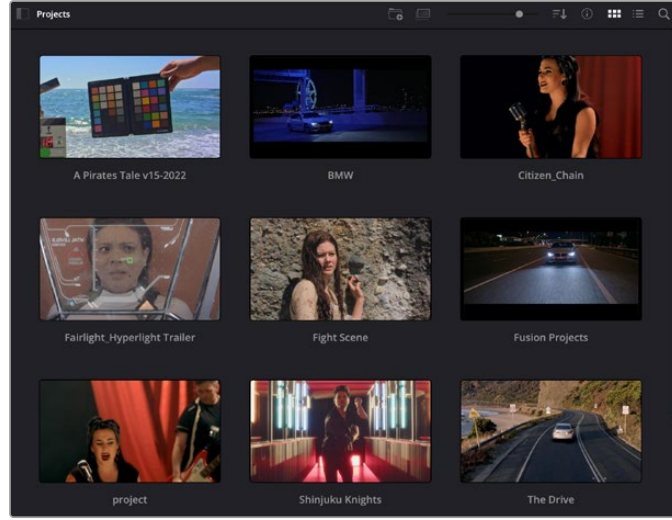 Projects
A Pirates Tale v15-2022
BMW
Citizen_Chain
Fairlight_Hyperlight Trailer
Fight Scene
Fusion Projects
project
Shinjuku Knights
The Drive